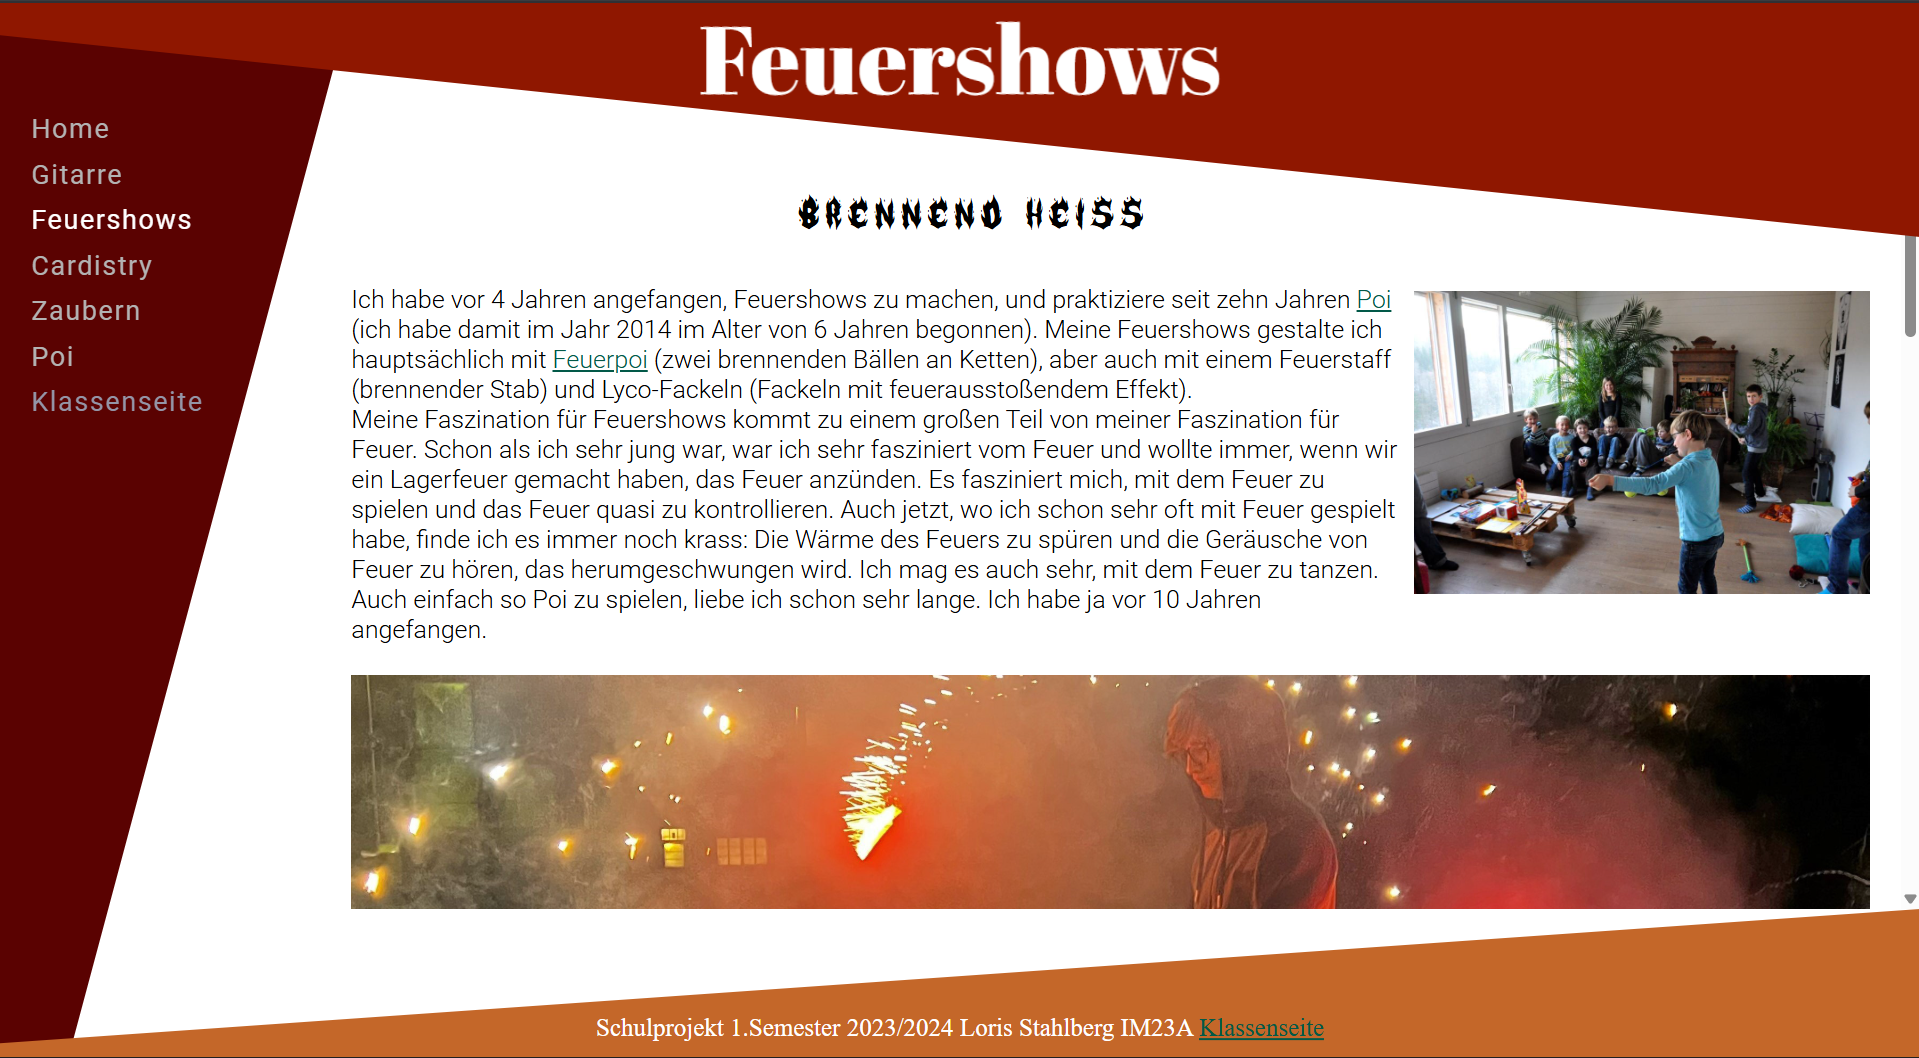 Feuershows
Home
Gitarre
Feuershows
Cardistry
Zaubern
Poi
Klassenseite
BRENNEND HEISS
Ich habe vor 4 Jahren angefangen, Feuershows zu machen, und praktiziere seit zehn Jahren Poi
(ich habe damit im Jahr 2014 im Alter von 6 Jahren begonnen). Meine Feuershows gestalte ich
hauptsächlich mit Feuerpoi (zwei brennenden Bällen an Ketten), aber auch mit einem Feuerstaff
(brennender Stab) und Lyco-Fackeln (Fackeln mit feuerausstoßendem Effekt).
Meine Faszination für Feuershows kommt zu einem großen Teil von meiner Faszination für
Feuer. Schon als ich sehr jung war, war ich sehr fasziniert vom Feuer und wollte immer, wenn wir
ein Lagerfeuer gemacht haben, das Feuer anzünden. Es fasziniert mich, mit dem Feuer zu
spielen und das Feuer quasi zu kontrollieren. Auch jetzt, wo ich schon sehr oft mit Feuer gespielt
habe, finde ich es immer noch krass: Die Wärme des Feuers zu spüren und die Geräusche von
Feuer zu hören, das herumgeschwungen wird. Ich mag es auch sehr, mit dem Feuer zu tanzen.
Auch einfach so Poi zu spielen, liebe ich schon sehr lange. Ich habe ja vor 10 Jahren
angefangen.
Schulprojekt 1.Semester 2023/2024 Loris Stahlberg IM23A Klassenseite